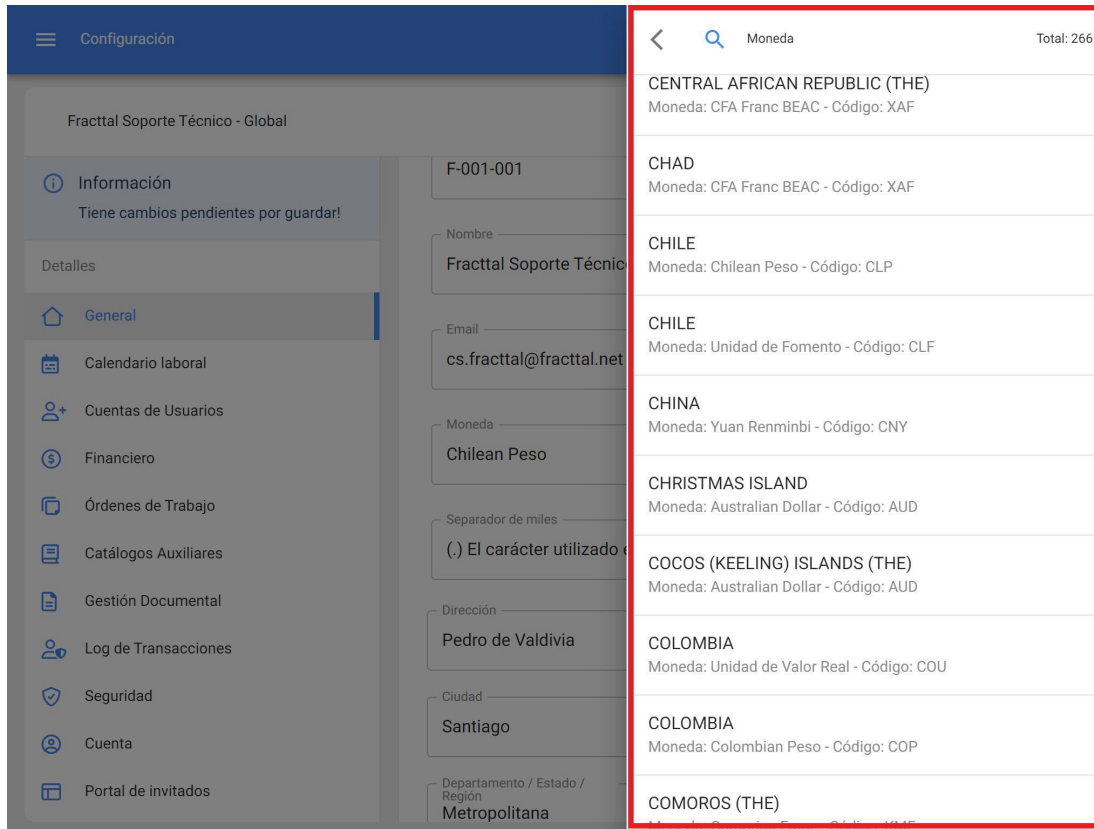 Configuración
Fracttal Soporte Técnico - Global
Información
Tiene cambios pendientes por guardar!
Detalles
General
Calendario laboral
Cuentas de Usuarios
Financiero
Órdenes de Trabajo
Catálogos Auxiliares
Gestión Documental
Log de Transacciones
Seguridad
Cuenta
Portal de invitados
F-001-001
Nombre
Fracttal Soporte Técnic
Email
cs.fracttal@fracttal.net
Moneda
Chilean Peso
Separador de miles
(.) El carácter utilizado e
Dirección
Pedro de Valdivia
Ciudad
Santiago
Departamento / Estado /
Región
Metropolitana
Moneda
Total: 266
CENTRAL AFRICAN REPUBLIC (THE)
Moneda: CFA Franc BEAC - Código: XAF
CHAD
Moneda: CFA Franc BEAC - Código: XAF
CHILE
Moneda: Chilean Peso - Código: CLP
CHILE
Moneda: Unidad de Fomento - Código: CLF
CHINA
Moneda: Yuan Renminbi - Código: CNY
CHRISTMAS ISLAND
Moneda: Australian Dollar - Código: AUD
COCOS (KEELING) ISLANDS (THE)
Moneda: Australian Dollar - Código: AUD
COLOMBIA
Moneda: Unidad de Valor Real - Código: COU
COLOMBIA
Moneda: Colombian Peso - Código: COP
COMOROS (THE)